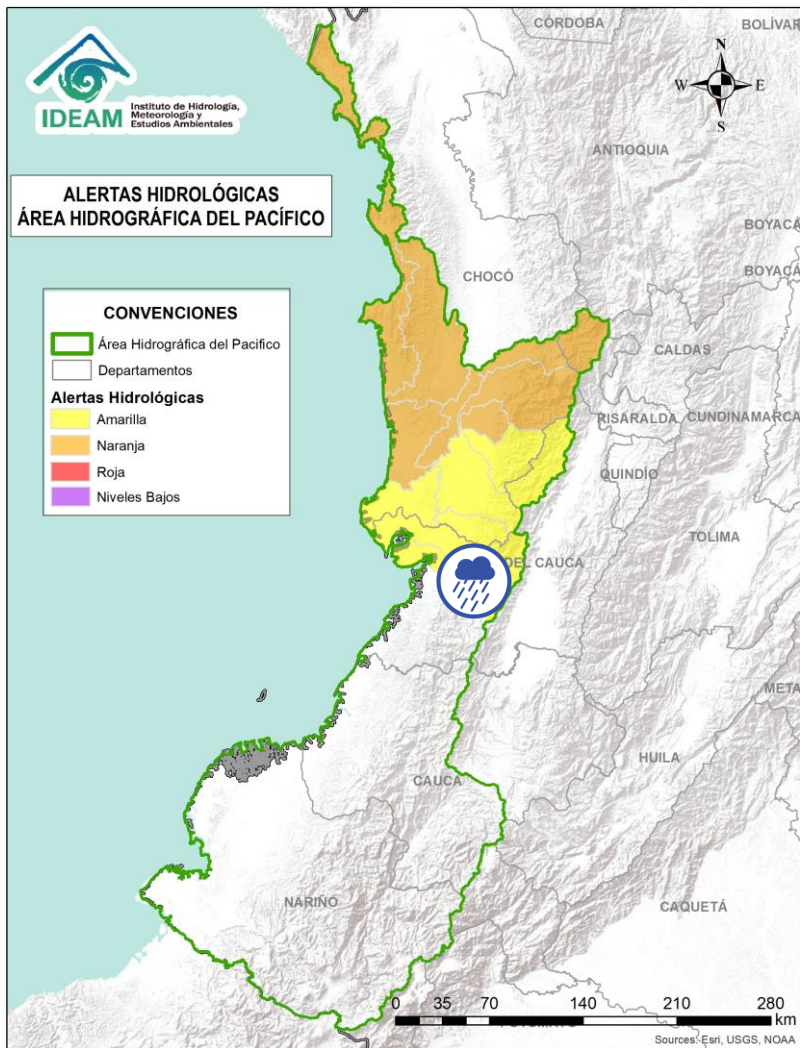 CÓRDOBA
BOLÍVAR
N
W E
S
IDEAM
Instituto de Hidrología,
Meteorología y
Estudios Ambientales
ANTIOQUIA
ALERTAS HIDROLÓGICAS
ÁREA HIDROGRÁFICA DEL PACÍFICO
BOYACÁ
BOYACÁ
CHOCÓ
CONVENCIONES
Área Hidrográfica del Pacifico
Departamentos
Alertas Hidrológicas
Amarilla
Naranja
Roja
Niveles Bajos
CALDAS
RISARALDA
CUNDINAMARCA
QUINDÍO
TOLIMA
DEL CAUCA
META
HUILA
CAUCA
NARIÑO
CAQUETÁ
0 35 70 140 210 280
km
Sources: Esri, USGS, NOAA